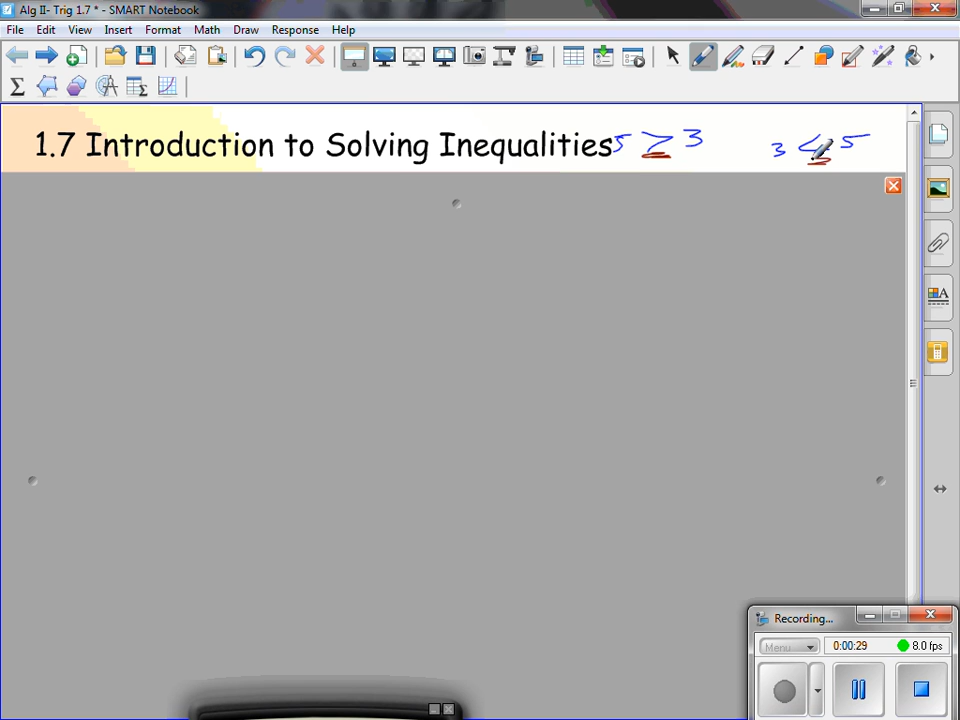 Alg II- Trig 1.7 * - SMART Notebook
File Edit View Insert Format Math Draw Response Help
1.7 Introduction to Solving Inequalities 5 ≥ 3 3 ≤ 5
Recording...
Menu 0:00:29 8.0 fps